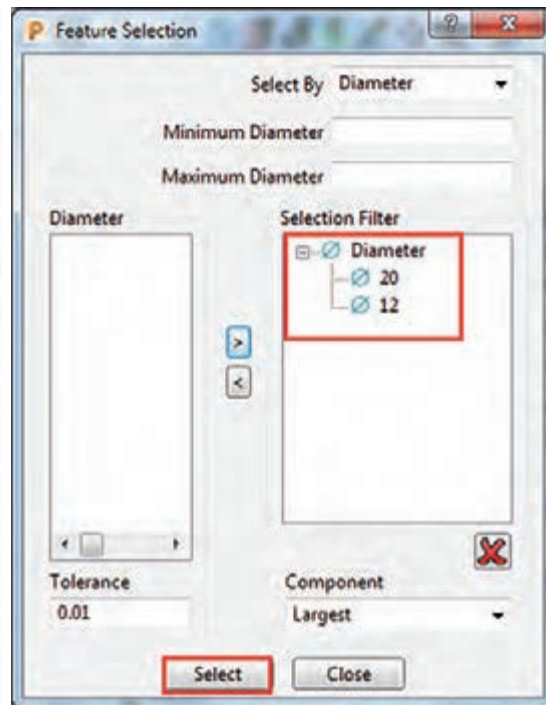 Feature Selection
Select By Diameter
Minimum Diameter
Maximum Diameter
Diameter
Selection Filter
Diameter
20
12
>
<
Tolerance
0.01
Component
Largest
Select
Close